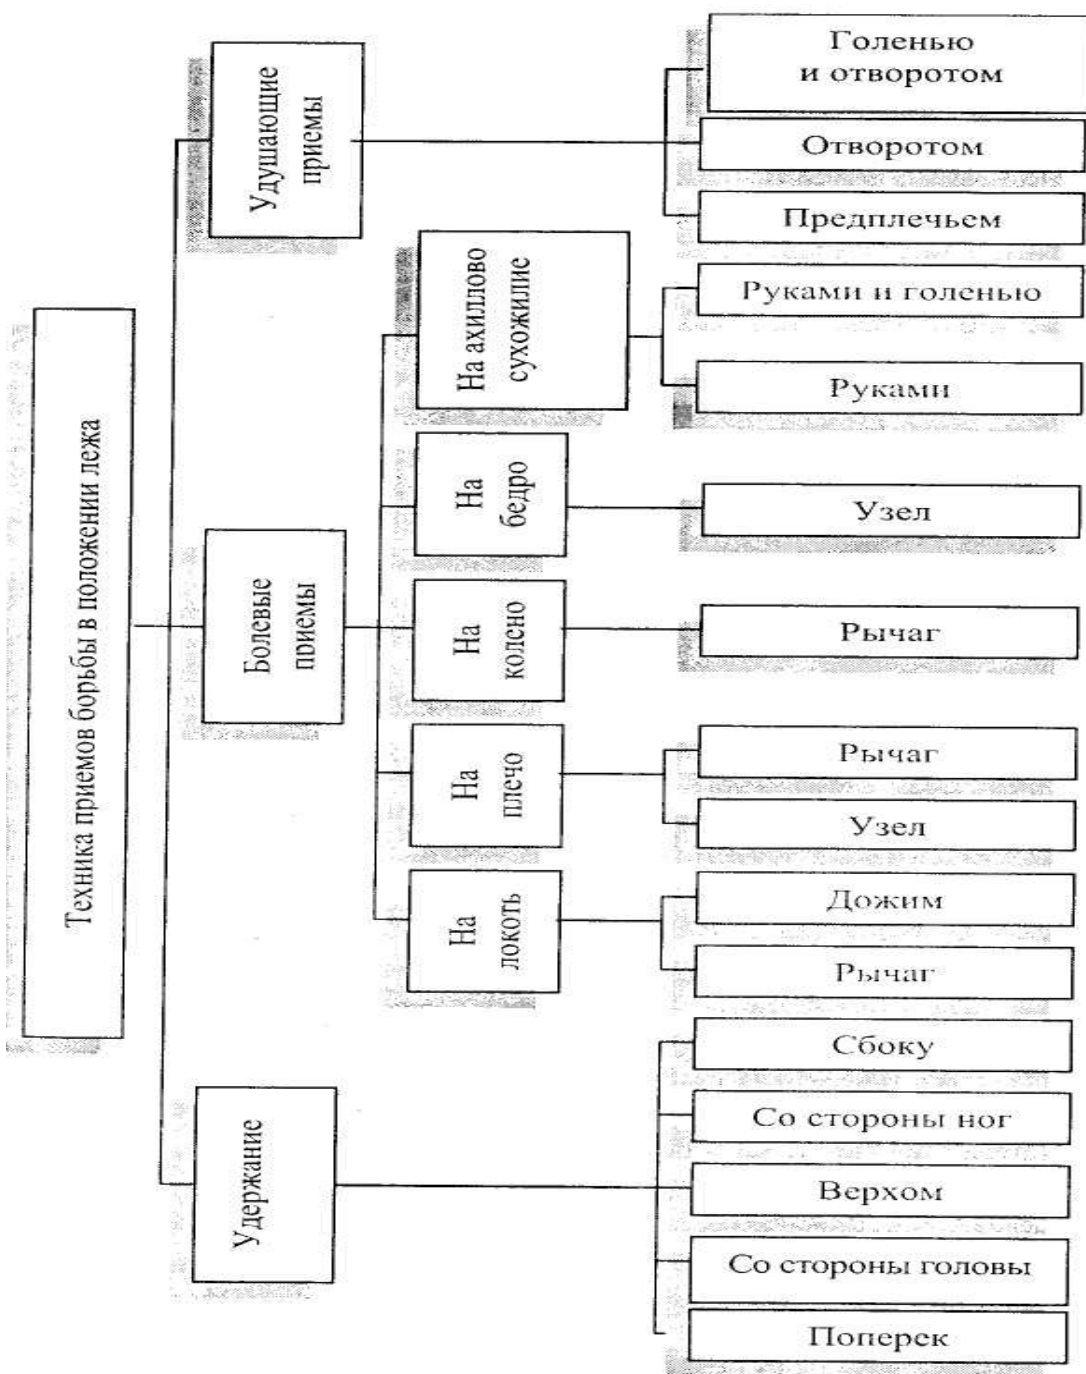 Техника приемов борьбы в положении лежа
Удержание
Болевые
приемы
Удушающие
приемы
На
локоть
На
плечо
На
колено
На
бедро
На ахиллово
сухожилие
Поперек
Со стороны головы
Верхом
Со стороны ног
Сбоку
Рычаг
Дожим
Узел
Рычаг
Рычаг
Узел
Руками
Руками и голенью
Предплечьем
Отворотом
Голенью
и отворотом